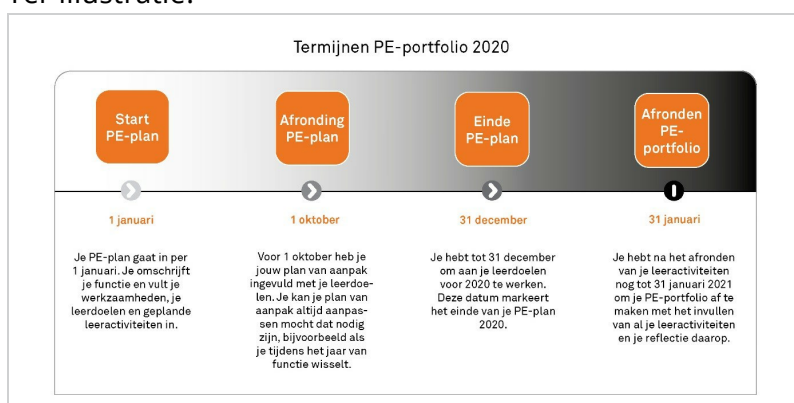 Ter illustratie:
Termijnen PE-portfolio 2020
Start
PE-plan
Afronding
PE-plan
Einde
PE-plan
Afronden
PE-
portfolio
1 januari
1 oktober
31 december
31 januari
Je PE-plan gaat in per
1 januari. Je omschrijft
je functie en vult je
werkzaamheden, je
leerdoelen en geplande
leeractiviteiten in.
Voor 1 oktober heb je
jouw plan van aanpak
ingevuld met je leerdoe-
len. Je kan je plan van
aanpak altijd aanpas-
sen mocht dat nodig
zijn, bijvoorbeeld als
je tijdens het jaar van
functie wisselt.
Je hebt tot 31 december
om aan je leerdoelen
voor 2020 te werken.
Deze datum markeert
het einde van je PE-plan
2020.
Je hebt na het afronden
van je leeractiviteiten
nog tot 31 januari 2021
om je PE-portfolio af te
maken met het invullen
van al je leeractiviteiten
en je reflectie daarop.